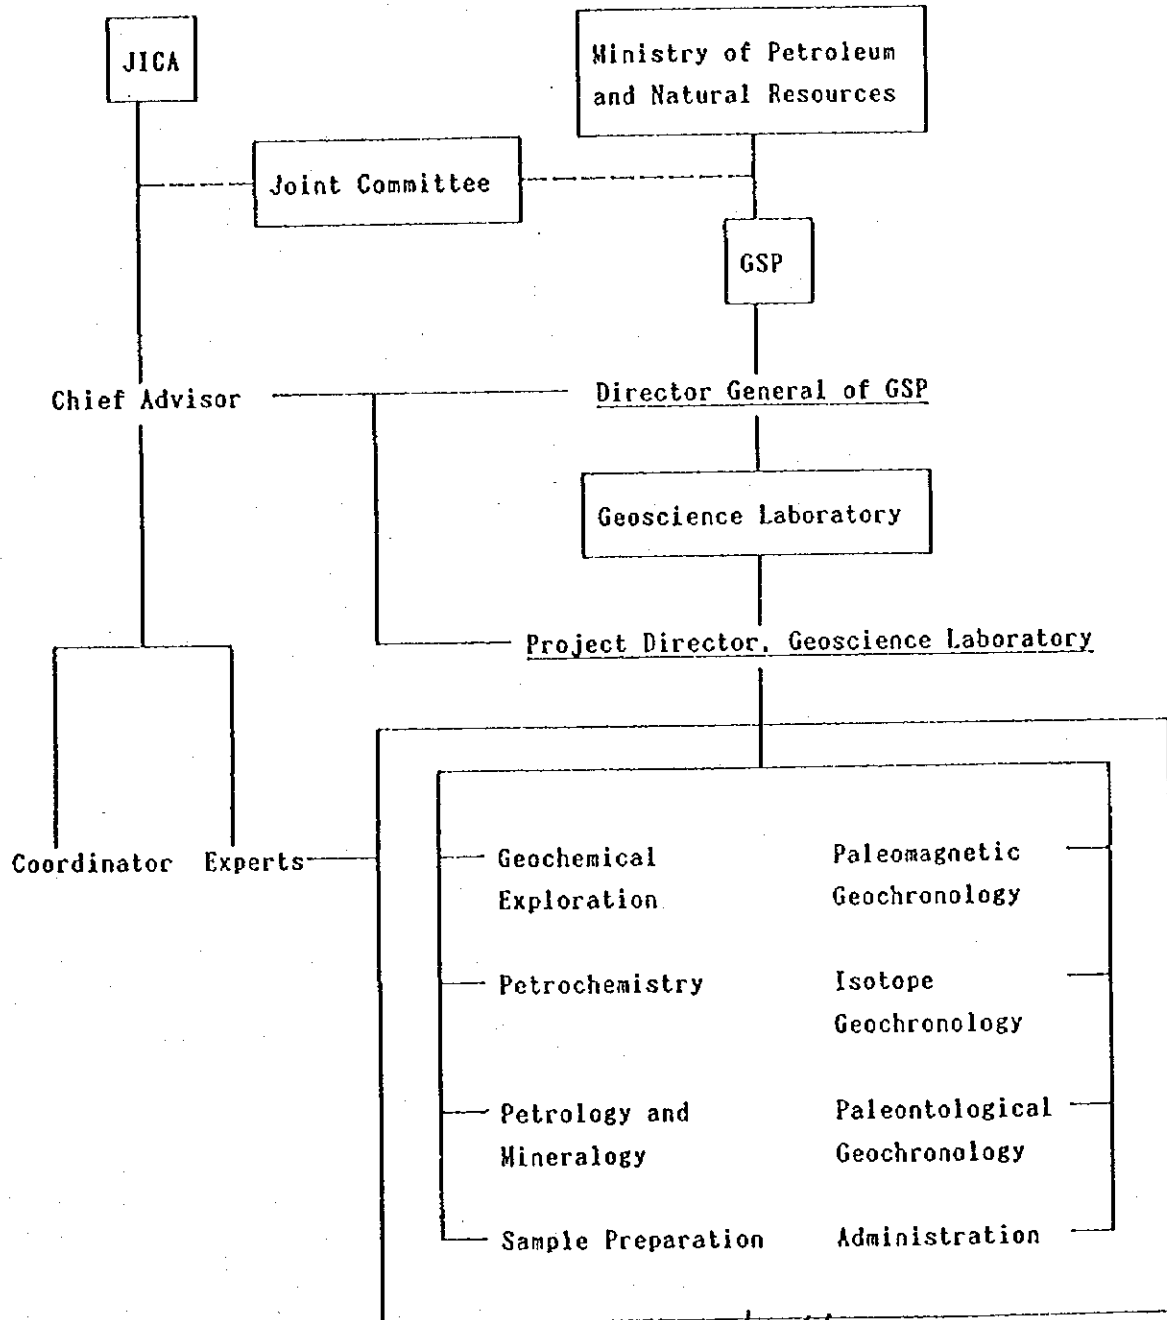 JICA
Ministry of Petroleum
and Natural Resources
Joint Committee
GSP
Chief Advisor
Director General of GSP
Geoscience Laboratory
Project Director, Geoscience Laboratory
Coordinator
Experts
Geochemical
Exploration
Paleomagnetic
Geochronology
Petrochemistry
Isotope
Geochronology
Petrology and
Mineralogy
Paleontological
Geochronology
Sample Preparation
Administration